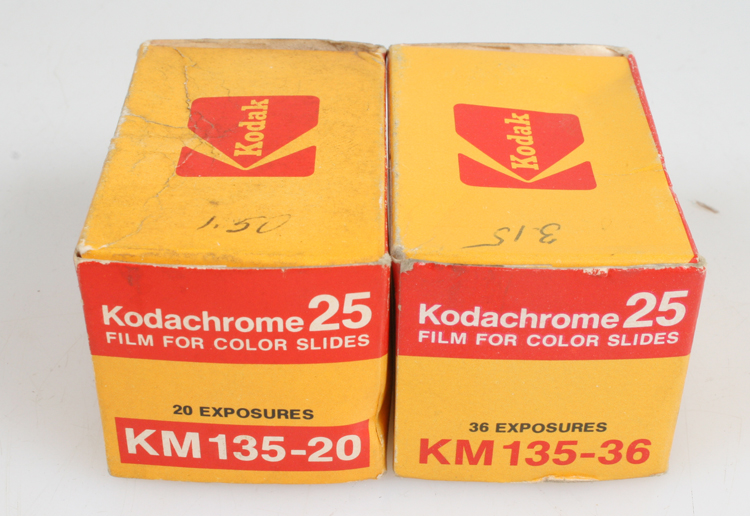 Kodak
1.50
Kodachrome 25
FILM FOR COLOR SLIDES
20 EXPOSURES
KM 135-20
Kodak
3.15
Kodachrome 25
FILM FOR COLOR SLIDES
36 EXPOSURES
KM 135-36